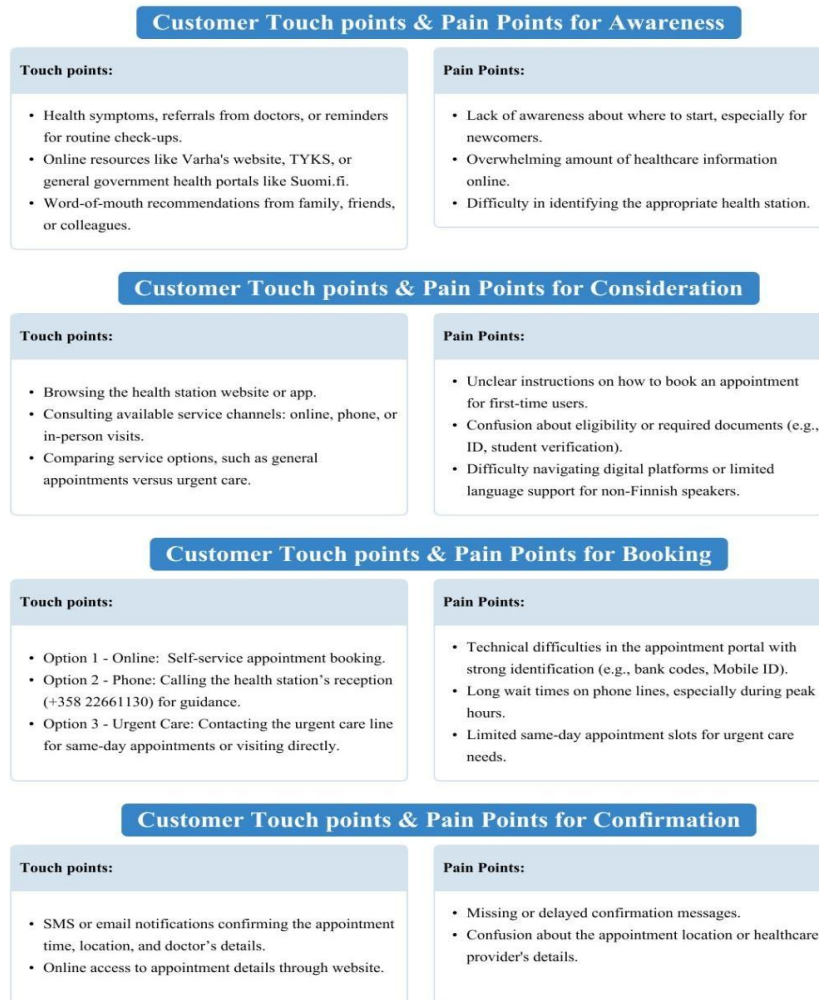 Customer Touch points & Pain Points for Awareness
Touch points:
• Health symptoms, referrals from doctors, or reminders
for routine check-ups.
• Online resources like Varha's website, TYKS, or
general government health portals like Suomi.fi.
• Word-of-mouth recommendations from family, friends,
or colleagues.
Pain Points:
• Lack of awareness about where to start, especially for
newcomers.
• Overwhelming amount of healthcare information
online.
• Difficulty in identifying the appropriate health station.
Customer Touch points & Pain Points for Consideration
Touch points:
• Browsing the health station website or app.
• Consulting available service channels: online, phone, or
in-person visits.
• Comparing service options, such as general
appointments versus urgent care.
Pain Points:
• Unclear instructions on how to book an appointment
for first-time users.
• Confusion about eligibility or required documents (e.g.,
ID, student verification).
• Difficulty navigating digital platforms or limited
language support for non-Finnish speakers.
Customer Touch points & Pain Points for Booking
Touch points:
• Option 1 - Online: Self-service appointment booking.
• Option 2 - Phone: Calling the health station's reception
(+358 22661130) for guidance.
• Option 3 - Urgent Care: Contacting the urgent care line
for same-day appointments or visiting directly.
Pain Points:
• Technical difficulties in the appointment portal with
strong identification (e.g., bank codes, Mobile ID).
• Long wait times on phone lines, especially during peak
hours.
• Limited same-day appointment slots for urgent care
needs.
Customer Touch points & Pain Points for Confirmation
Touch points:
• SMS or email notifications confirming the appointment
time, location, and doctor's details.
• Online access to appointment details through website.
Pain Points:
• Missing or delayed confirmation messages.
• Confusion about the appointment location or healthcare
provider's details.